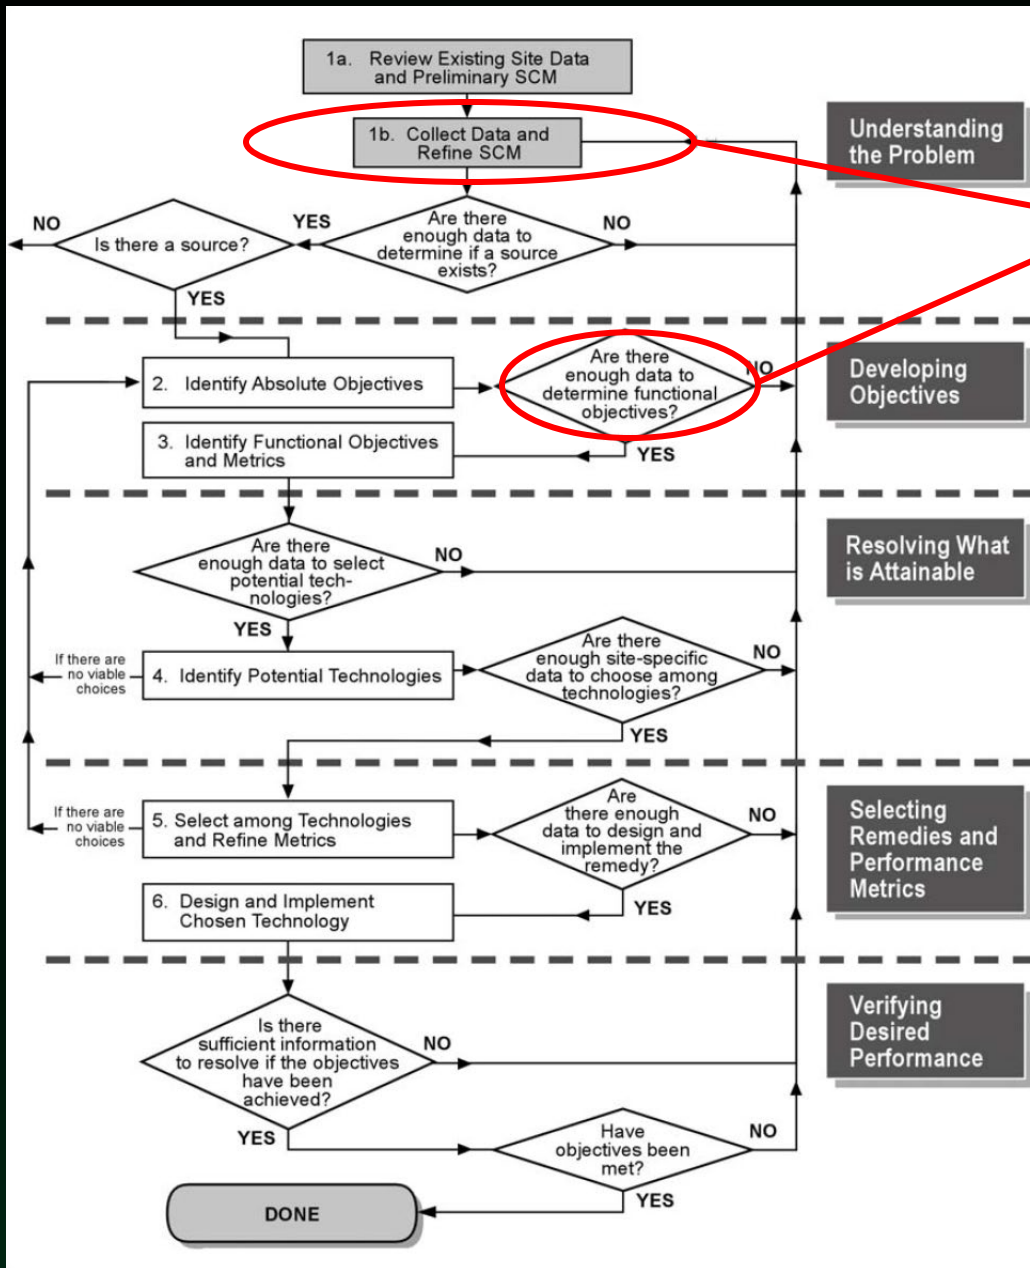 1a. Review Existing Site Data
and Preliminary SCM
1b. Collect Data and
Refine SCM
Understanding
the Problem
Are there
enough data to
determine if a source
exists?
YES
NO
Is there a source?
NO
YES
2. Identify Absolute Objectives
Are there
enough data to
determine functional
objectives?
NO
YES
Developing
Objectives
3. Identify Functional Objectives
and Metrics
Are there
enough data to select
potential tech-
nologies?
NO
YES
Resolving What
is Attainable
If there are
no viable
choices
4. Identify Potential Technologies
Are there
enough site-specific
data to choose among
technologies?
NO
YES
If there are
no viable
choices
5. Select among Technologies
and Refine Metrics
Are
there enough
data to design and
implement the
remedy?
NO
YES
Selecting
Remedies and
Performance
Metrics
6. Design and Implement
Chosen Technology
Is there
sufficient information
to resolve if the objectives
have been
achieved?
NO
YES
Verifying
Desired
Performance
Have
objectives been
met?
NO
YES
DONE